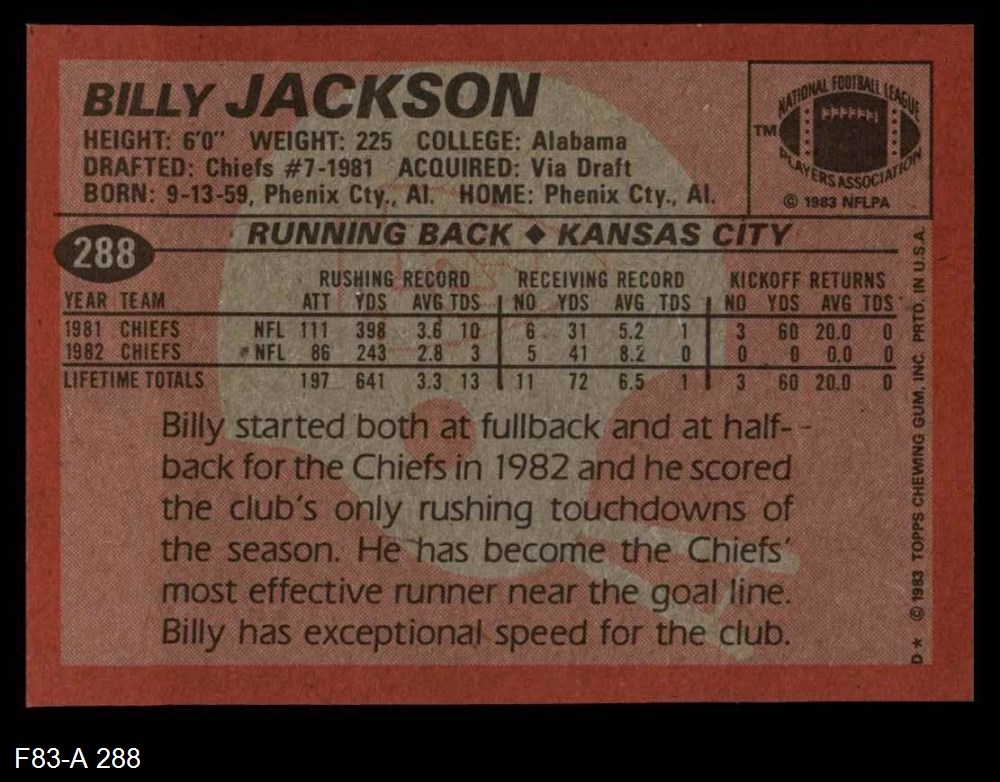 BILLY JACKSON
HEIGHT: 6'0" WEIGHT: 225 COLLEGE: Alabama
DRAFTED: Chiefs #7-1981 ACQUIRED: Via Draft
BORN: 9-13-59, Phenix Cty., Al. HOME: Phenix Cty., Al.
NATIONAL FOOTBALL LEAGUE
TM
PLAYERS ASSOCIATION
© 1983 NFLPA
288
RUNNING BACK ♦ KANSAS CITY
RUSHING RECORD RECEIVING RECORD KICKOFF RETURNS
YEAR TEAM ATT YDS AVG TDS NO YDS AVG TDS NO YDS AVG TDS
1981 CHIEFS NFL 111 398 3.6 10 6 31 5.2 1 3 60 20.0 0
1982 CHIEFS NFL 86 243 2.8 3 5 41 8.2 0 0 0 0.0 0
LIFETIME TOTALS 197 641 3.3 13 11 72 6.5 1 3 60 20.0 0
Billy started both at fullback and at half-
back for the Chiefs in 1982 and he scored
the club's only rushing touchdowns of
the season. He has become the Chiefs'
most effective runner near the goal line.
Billy has exceptional speed for the club.
D* © 1983 TOPPS CHEWING GUM, INC. PRTD. IN U.S.A.
F83-A 288